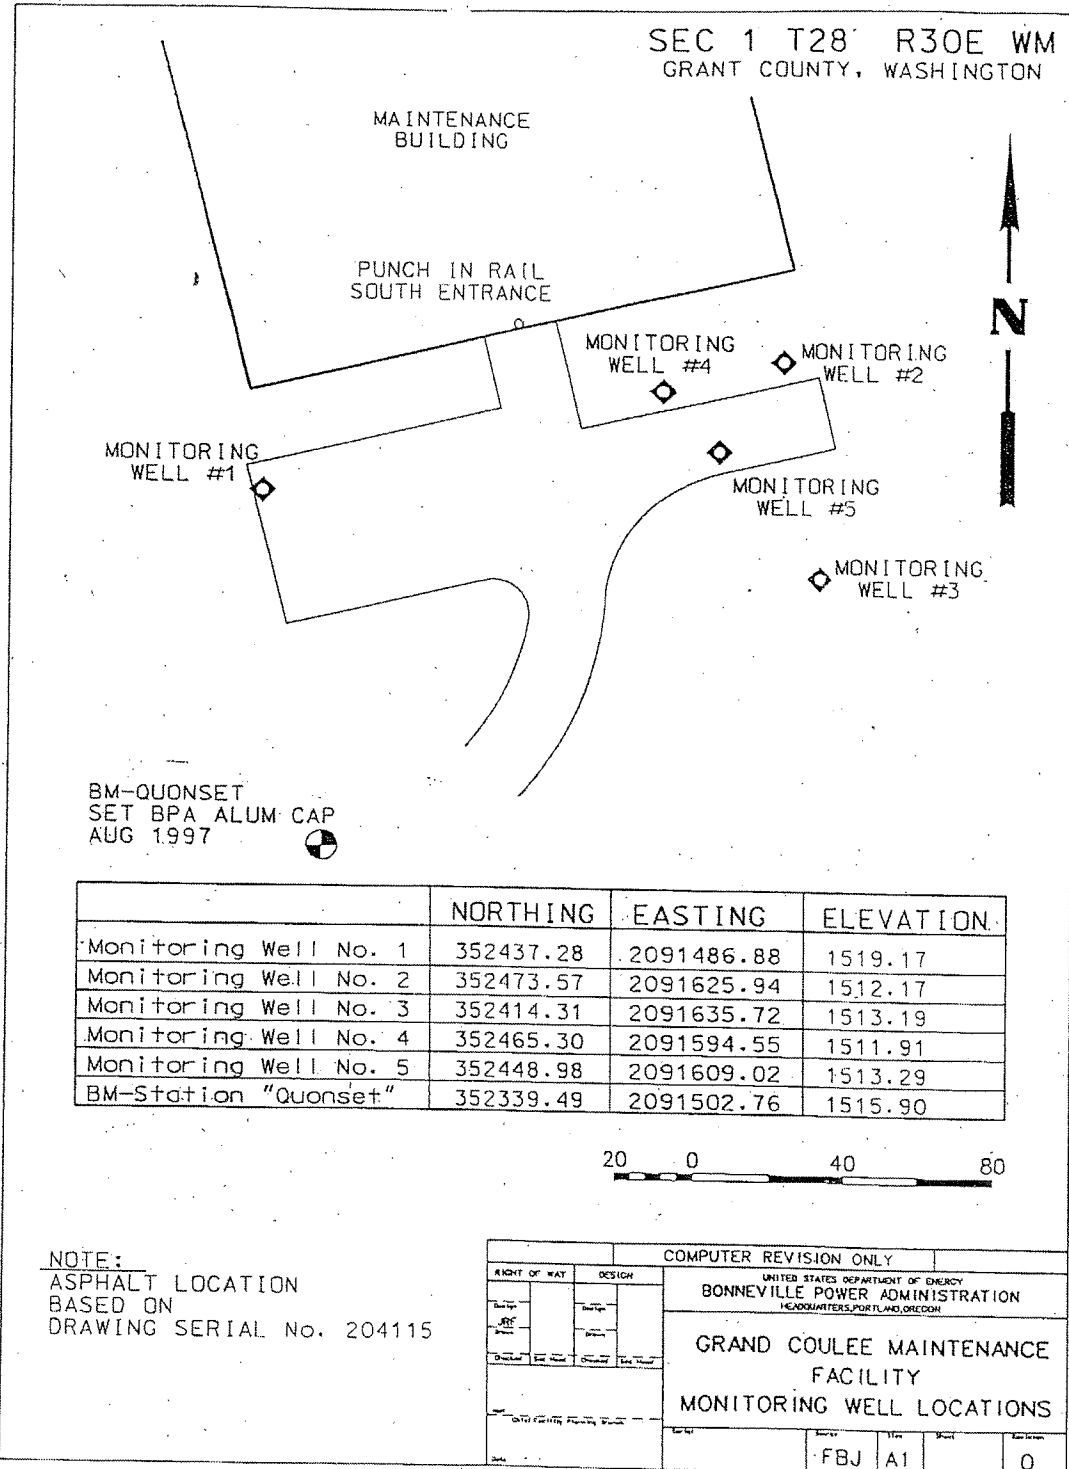 SEC 1 T28 R30E WM
GRANT COUNTY, WASHINGTON
MAINTENANCE
BUILDING
PUNCH IN RAIL
SOUTH ENTRANCE
MONITORING
WELL #4
MONITORING
WELL #2
N
MONITORING
WELL #1
MONITORING
WELL #5
MONITORING
WELL #3
BM-QUONSET
SET BPA ALUM CAP
AUG 1997
NORTHING EASTING ELEVATION
Monitoring Well No. 1 352437.28 2091486.88 1519.17
Monitoring Well No. 2 352473.57 2091625.94 1512.17
Monitoring Well No. 3 352414.31 2091635.72 1513.19
Monitoring Well No. 4 352465.30 2091594.55 1511.91
Monitoring Well No. 5 352448.98 2091609.02 1513.29
BM-Station "Quonset" 352339.49 2091502.76 1515.90
20 0 40 80
NOTE:
ASPHALT LOCATION
BASED ON
DRAWING SERIAL No. 204115
COMPUTER REVISION ONLY
RIGHT OF WAY DESIGN
UNITED STATES DEPARTMENT OF ENERGY
BONNEVILLE POWER ADMINISTRATION
HEADQUARTERS, PORTLAND, OREGON
JRF
GRAND COULEE MAINTENANCE
FACILITY
MONITORING WELL LOCATIONS
FBJ A1 0